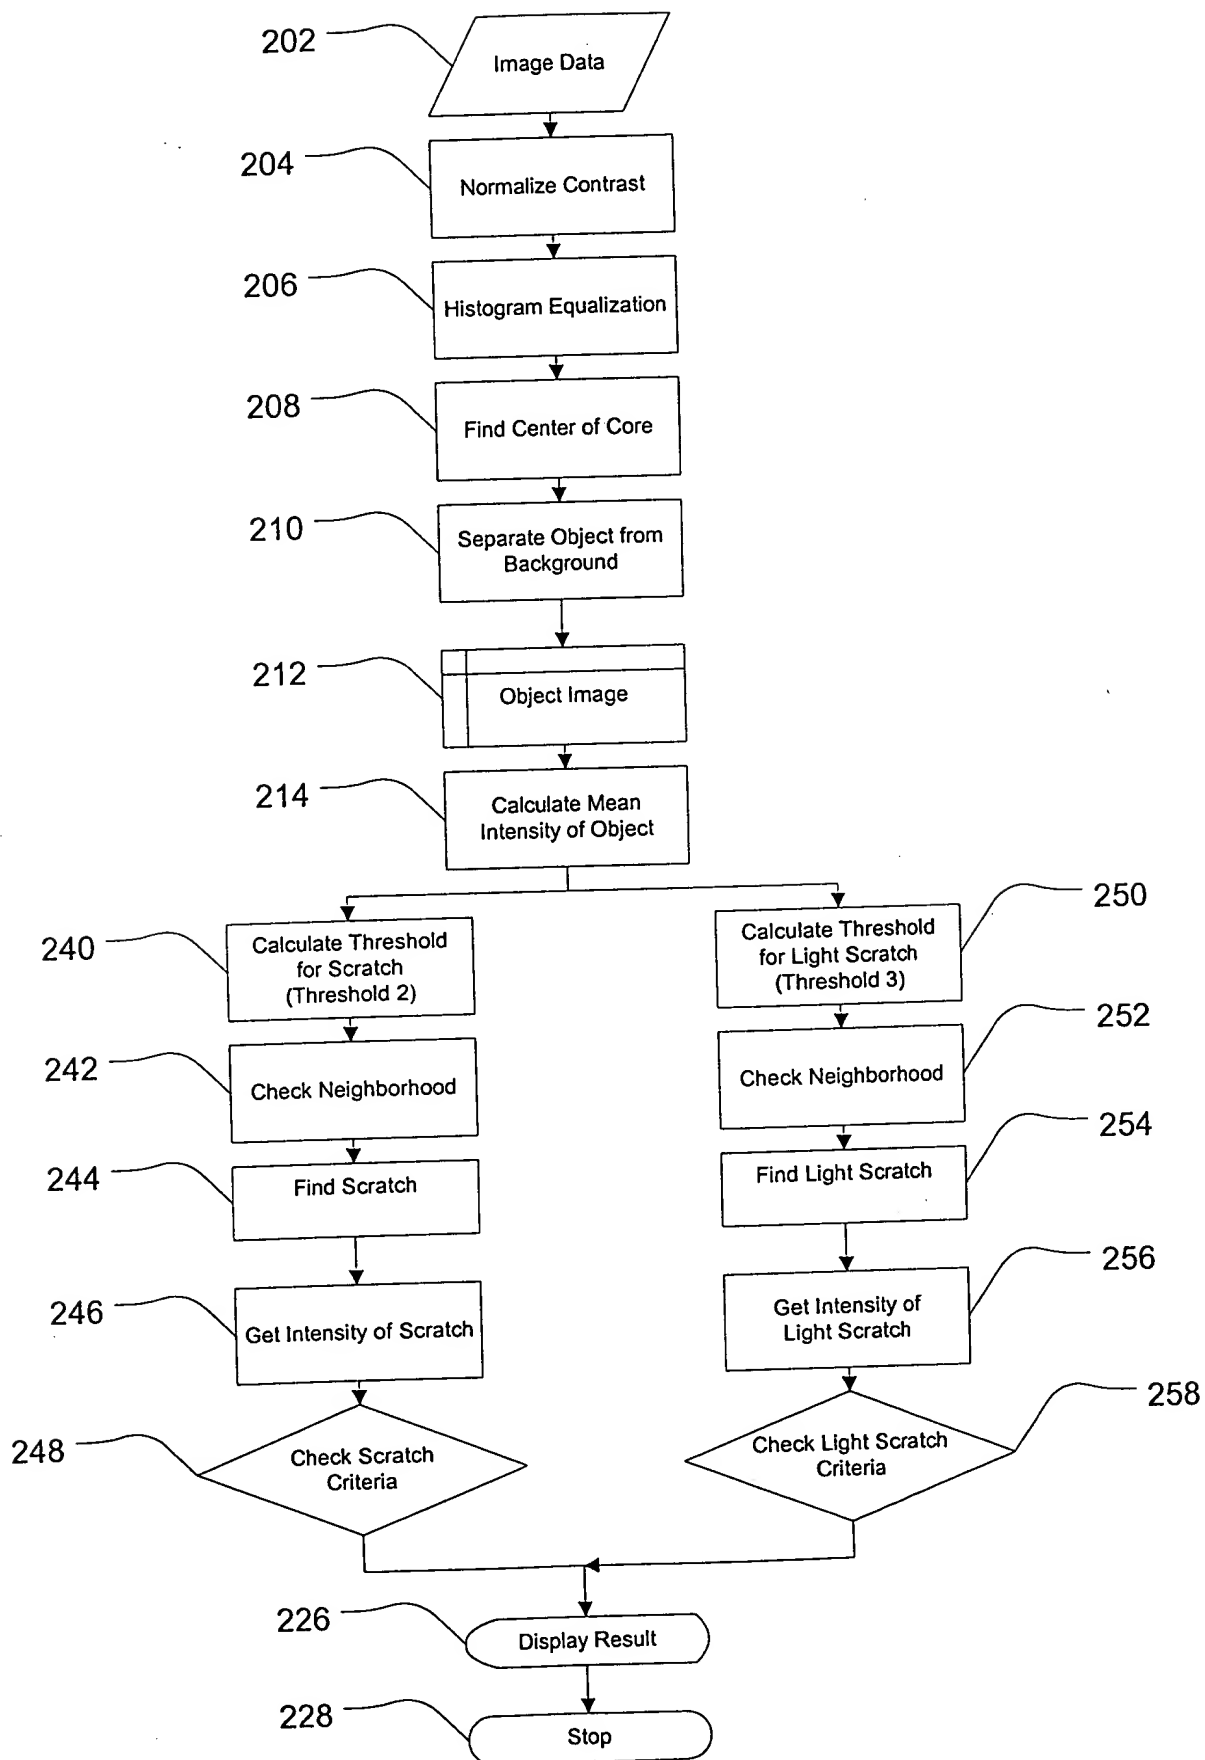 202
Image Data
204
Normalize Contrast
206
Histogram Equalization
208
Find Center of Core
210
Separate Object from
Background
212
Object Image
214
Calculate Mean
Intensity of Object
240
Calculate Threshold
for Scratch
(Threshold 2)
242
Check Neighborhood
244
Find Scratch
246
Get Intensity of Scratch
248
Check Scratch
Criteria
250
Calculate Threshold
for Light Scratch
(Threshold 3)
252
Check Neighborhood
254
Find Light Scratch
256
Get Intensity of
Light Scratch
258
Check Light Scratch
Criteria
226
Display Result
228
Stop